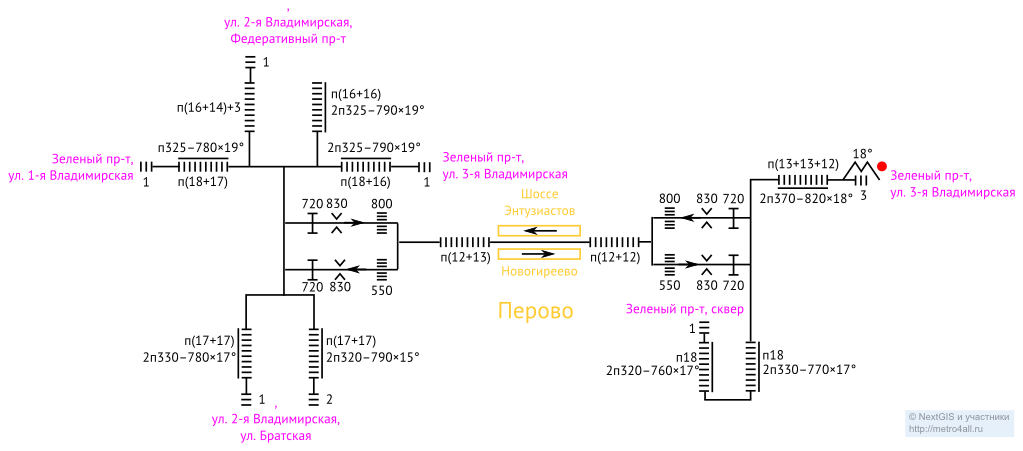 ,
ул. 2-я Владимирская,
Федеративный пр-т
1
п(16+14)+3
п(16+16)
2п325–790×19°
п325–780×19°
2п325–790×19°
Зеленый пр-т,
ул. 1-я Владимирская
1
п(18+17)
п(18+16)
1
Зеленый пр-т,
ул. 3-я Владимирская
720
830
800
720
830
550
п(17+17)
2п330–780×17°
п(17+17)
2п320–790×15°
1
2
,
ул. 2-я Владимирская,
ул. Братская
п(12+13)
Шоссе
Энтузиастов
Новогиреево
Перово
п(12+12)
800
830
720
550
830
720
п(13+13+12)
2п370–820×18°
18°
3
Зеленый пр-т,
ул. 3-я Владимирская
Зеленый пр-т, сквер
1
п18
2п320–760×17°
п18
2п330–770×17°
© NextGIS и участники
http://metro4all.ru